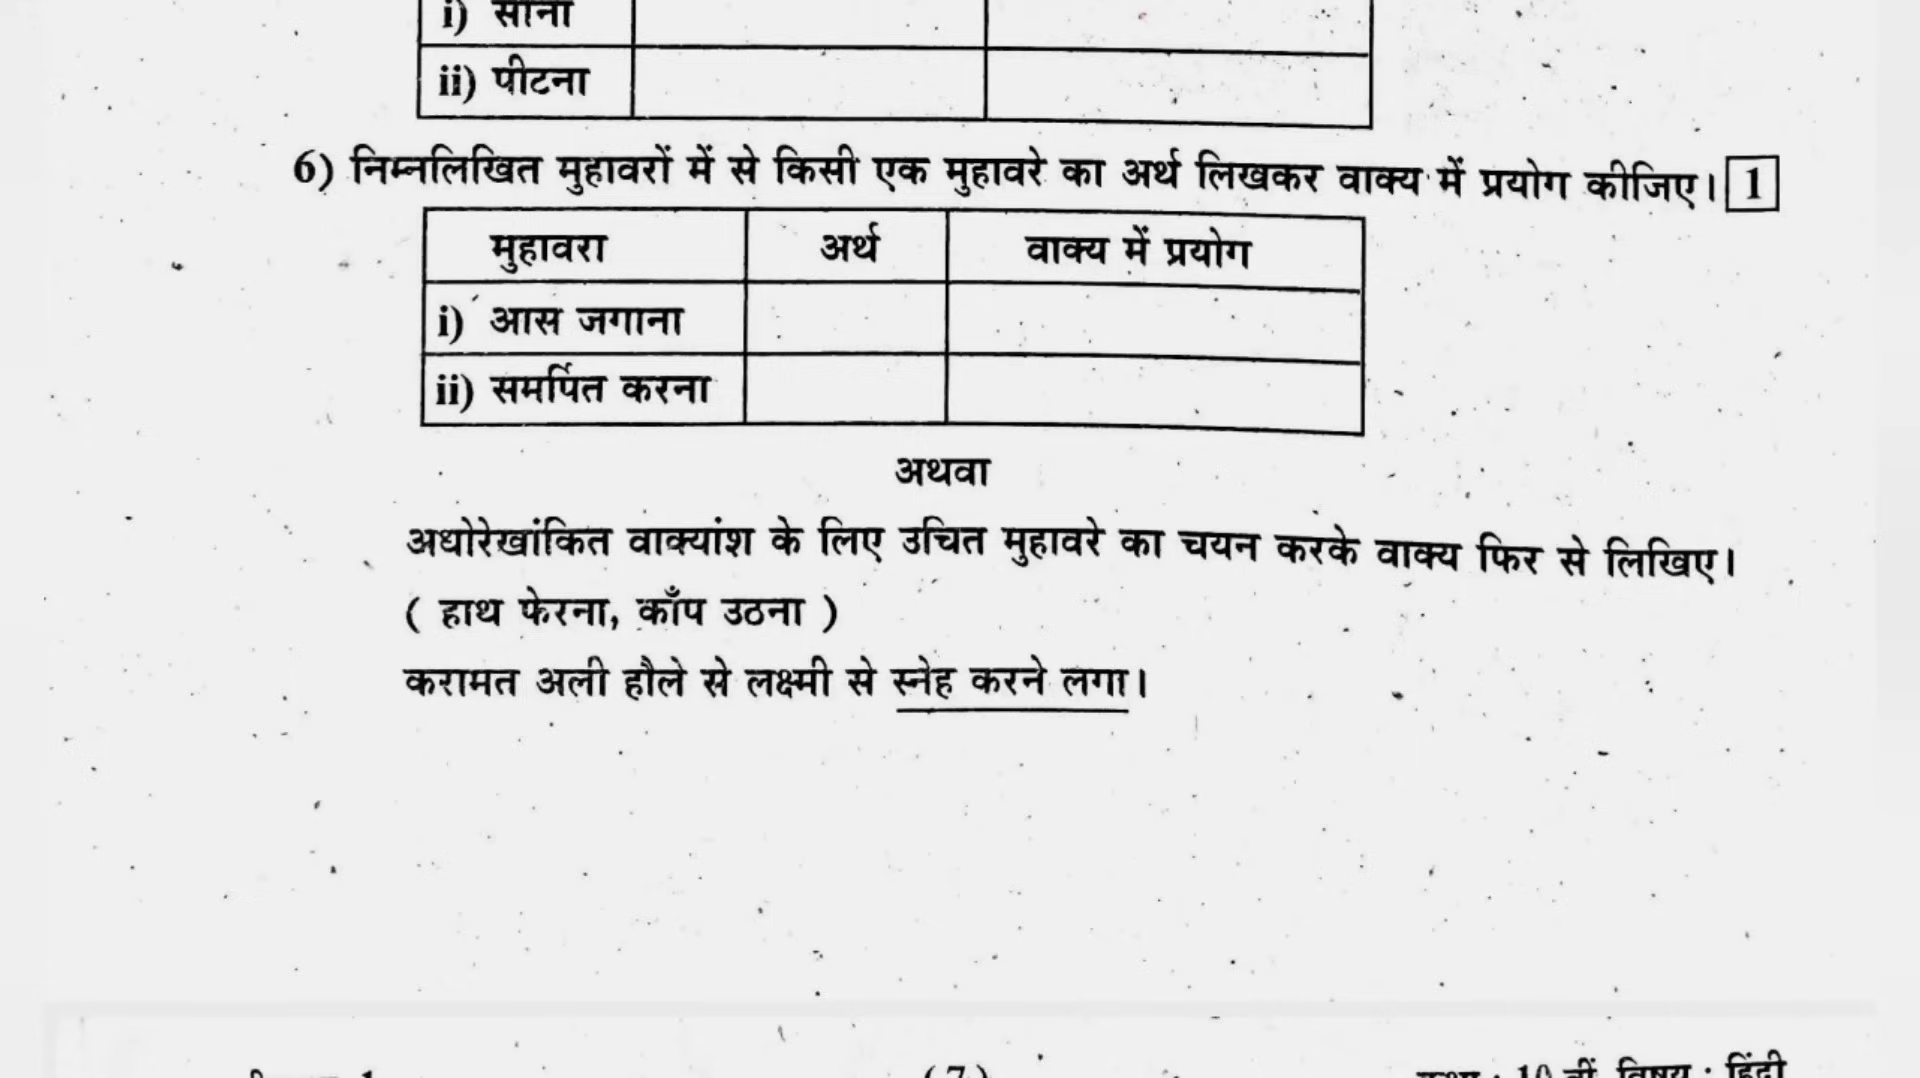 i) सोना
ii) पीटना
6) निम्नलिखित मुहावरों में से किसी एक मुहावरे का अर्थ लिखकर वाक्य में प्रयोग कीजिए। 1
मुहावरा अर्थ वाक्य में प्रयोग
i) आस जगाना
ii) समर्पित करना
अथवा
अधोरेखांकित वाक्यांश के लिए उचित मुहावरे का चयन करके वाक्य फिर से लिखिए।
( हाथ फेरना, काँप उठना )
करामत अली हौले से लक्ष्मी से स्नेह करने लगा।
(7) : 10 वीं विषय : हिंदी